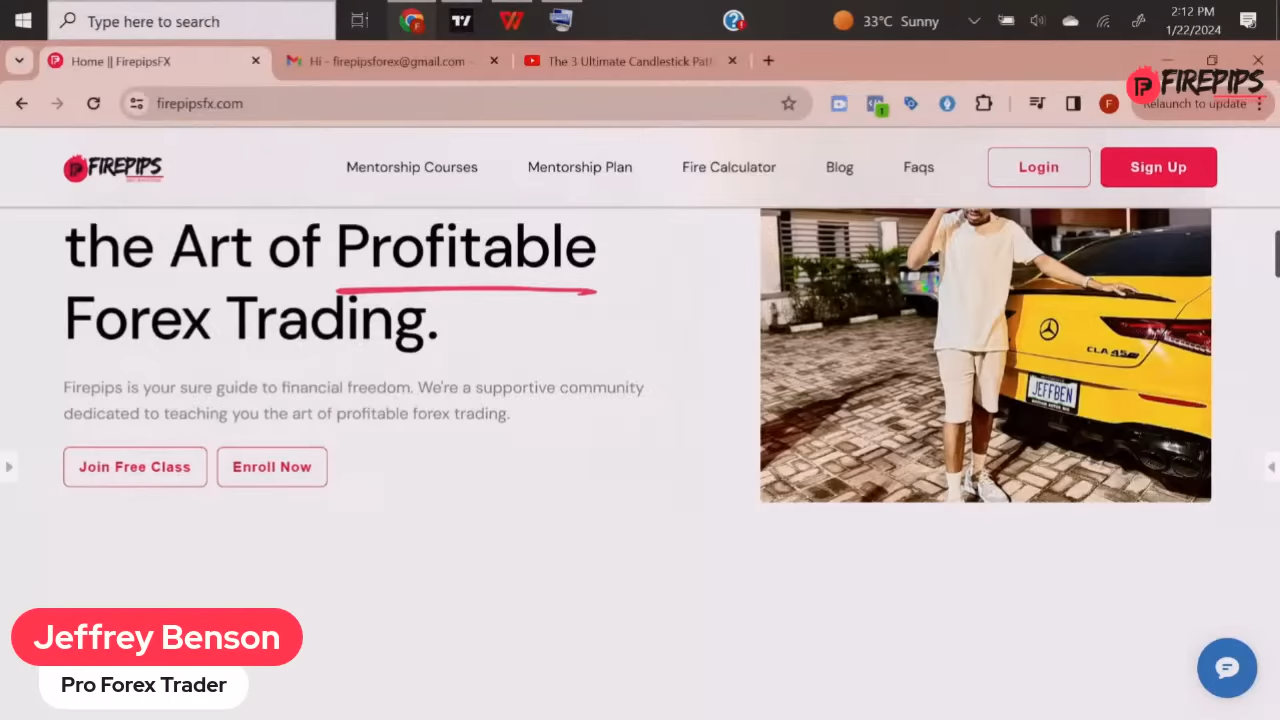 Type here to search
33°C Sunny
2:12 PM
1/22/2024
Home || FirepipsFX
Hi - firepipsforex@gmail.com -
The 3 Ultimate Candlestick Pat
firepipsfx.com
Relaunch to update
FIREPIPS
FIREPIPS
Mentorship Courses
Mentorship Plan
Fire Calculator
Blog
Faqs
Login
Sign Up
the Art of Profitable
Forex Trading.
Firepips is your sure guide to financial freedom. We're a supportive community
dedicated to teaching you the art of profitable forex trading.
Join Free Class
Enroll Now
CLA 45
JEFFBEN
Jeffrey Benson
Pro Forex Trader